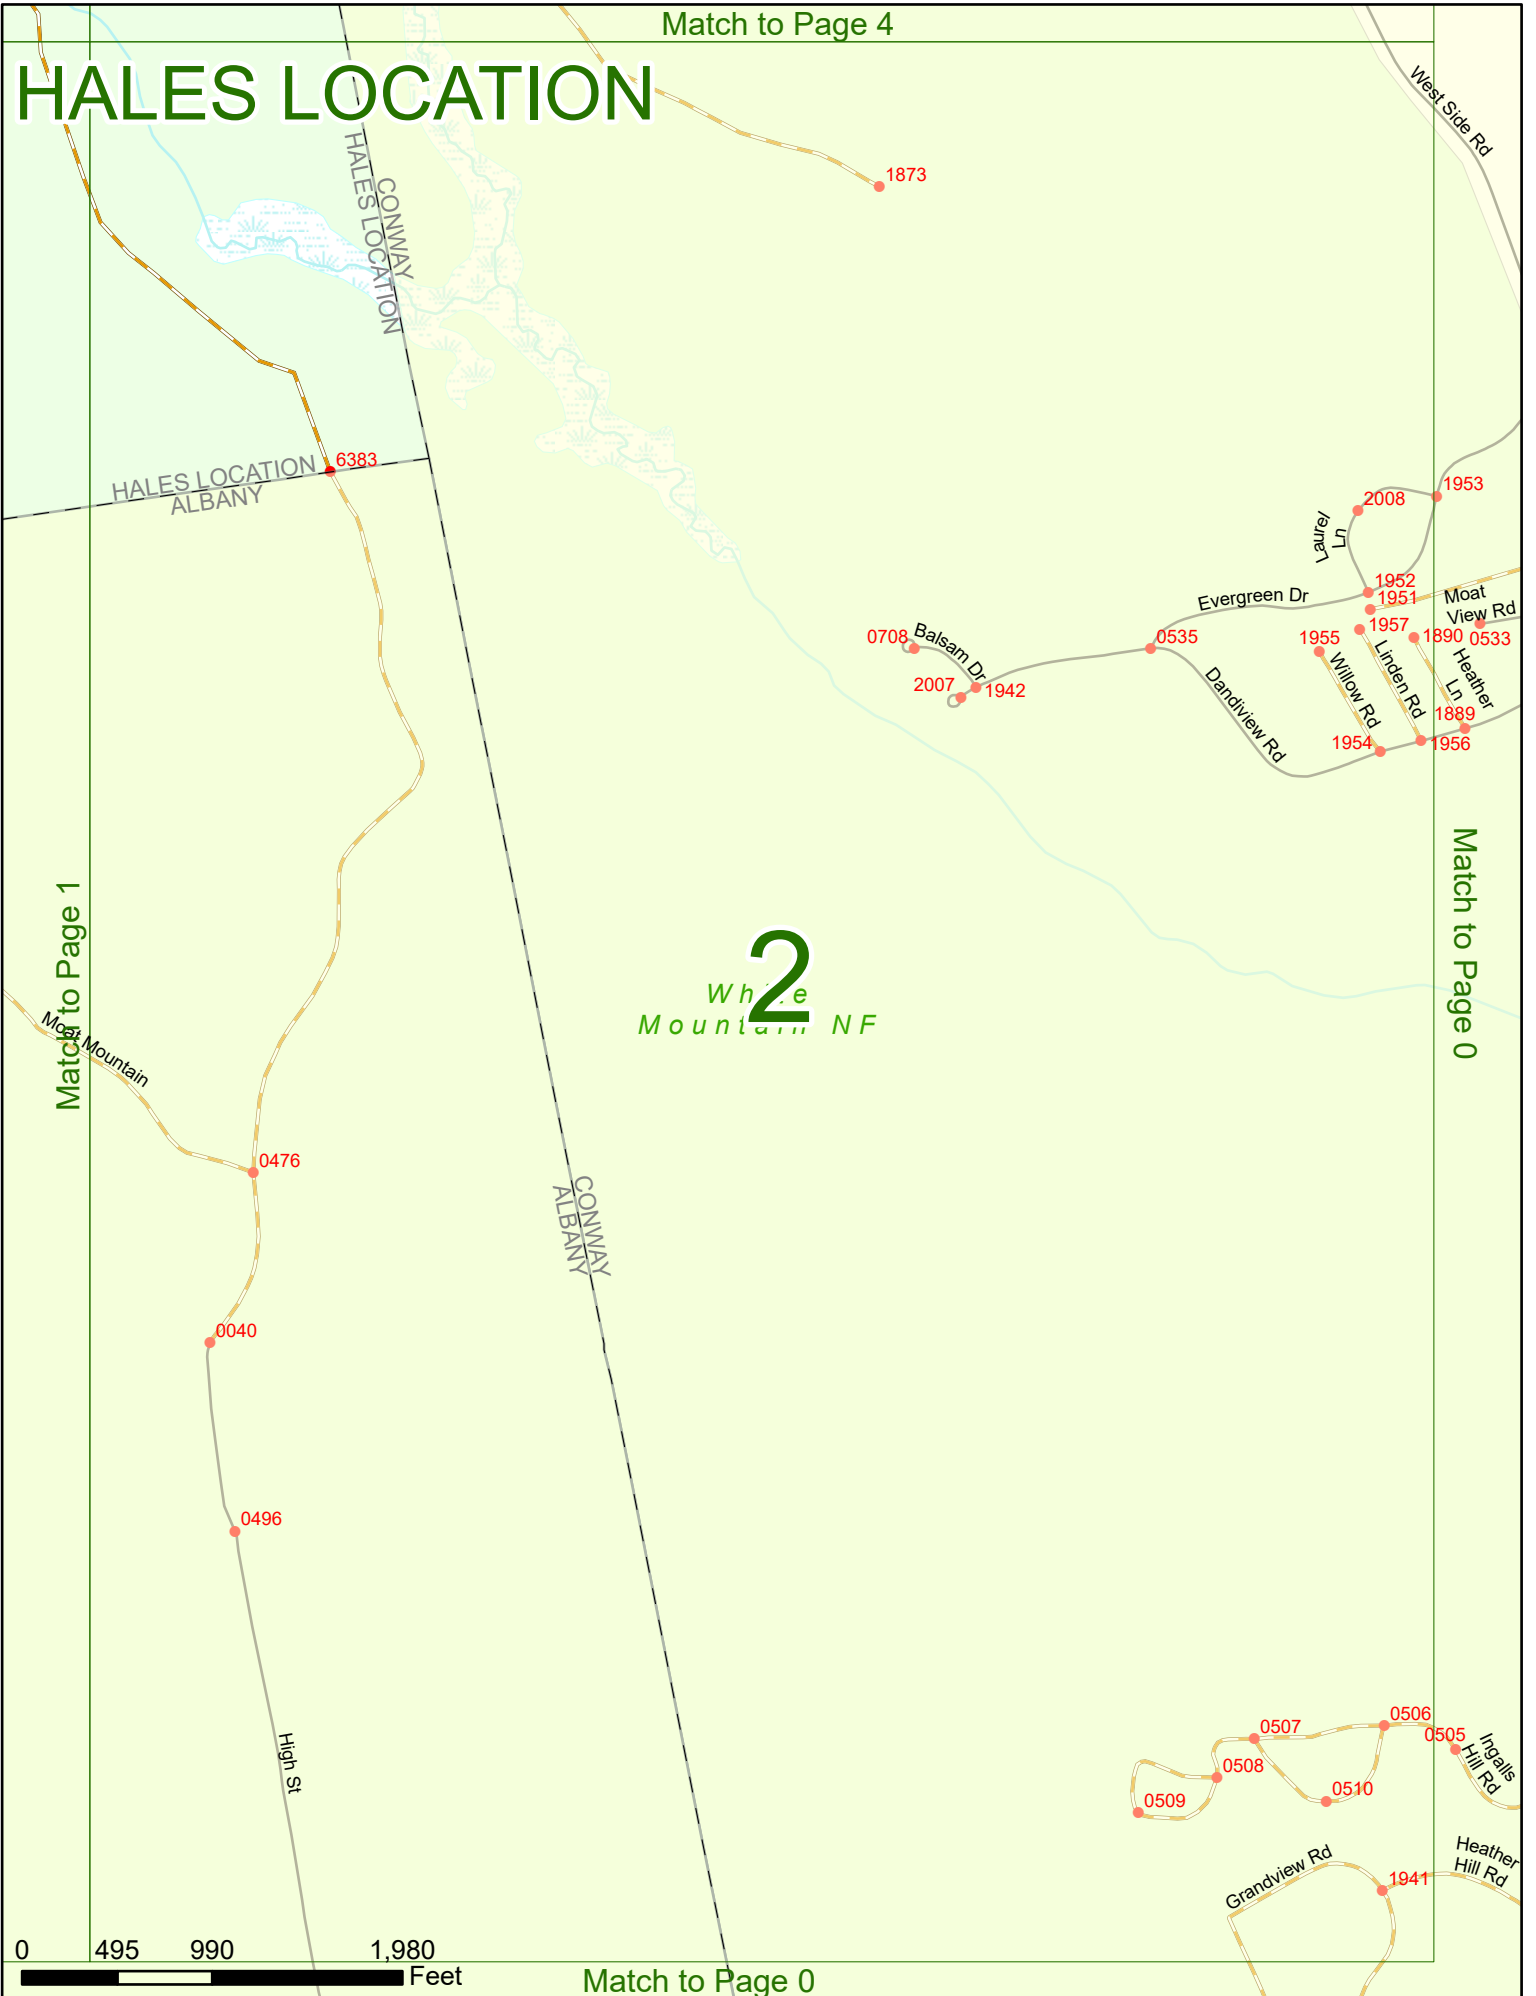 Match to Page 4
HALES LOCATION
West Side Rd
CONWAY
HALES LOCATION
1873
6383
HALES LOCATION
ALBANY
1953
2008
Laurel
Ln
1952
1951
Evergreen Dr
Moat
View Rd
0533
1957
1890
1955
0708
Balsam Dr
0535
2007
1942
Dandiview Rd
Willow Rd
Linden Rd
Heather
Ln
1889
1954
1956
Match to Page 1
Match to Page 0
2
White
Mountain NF
Moat Mountain
0476
CONWAY
ALBANY
0040
0496
High St
0507
0506
0505
Ingalls
Hill Rd
0508
0509
0510
Grandview Rd
1941
Heather
Hill Rd
0 495 990 1,980
Feet
Match to Page 0